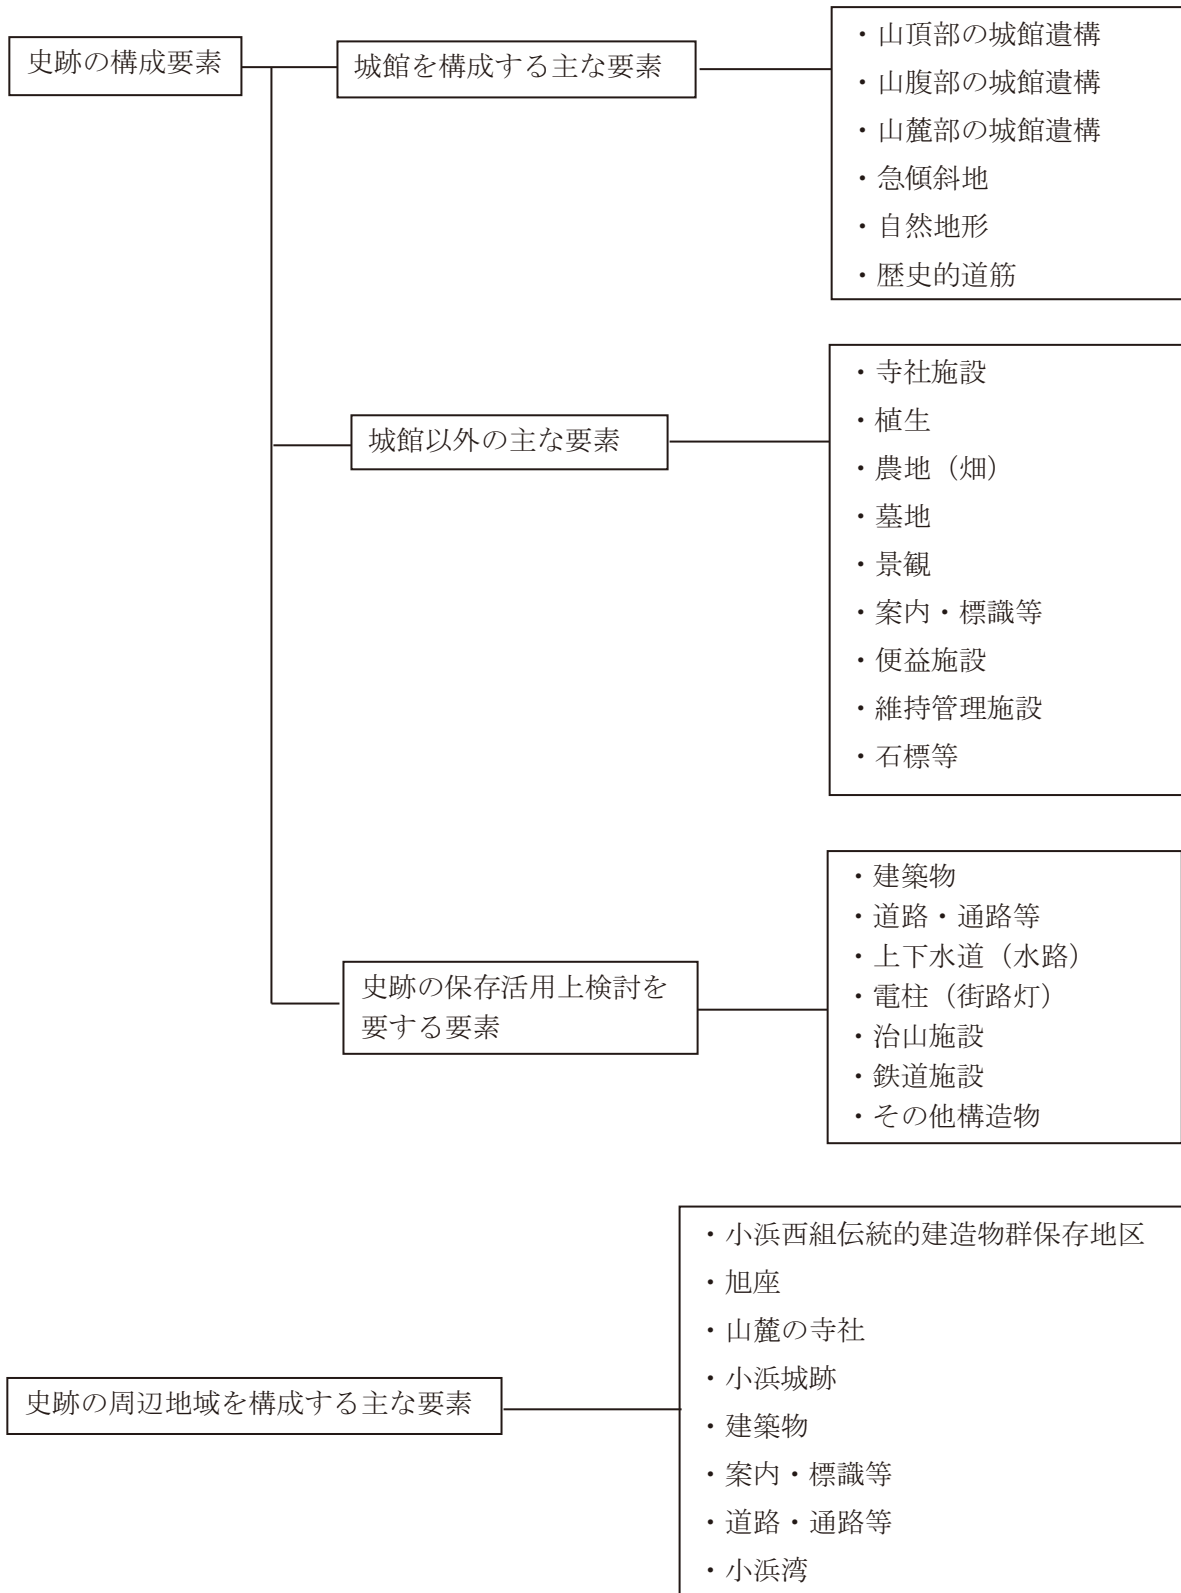 史跡の構成要素
城館を構成する主な要素
・山頂部の城館遺構
・山腹部の城館遺構
・山麓部の城館遺構
・急傾斜地
・自然地形
・歴史的道筋
城館以外の主な要素
・寺社施設
・植生
・農地（畑）
・墓地
・景観
・案内・標識等
・便益施設
・維持管理施設
・石標等
史跡の保存活用上検討を
要する要素
・建築物
・道路・通路等
・上下水道（水路）
・電柱（街路灯）
・治山施設
・鉄道施設
・その他構造物
史跡の周辺地域を構成する主な要素
・小浜西組伝統的建造物群保存地区
・旭座
・山麓の寺社
・小浜城跡
・建築物
・案内・標識等
・道路・通路等
・小浜湾